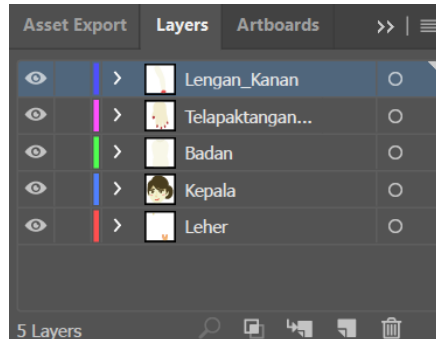 Asset Export Layers Artboards
Lengan_Kanan
Telapaktangan...
Badan
Kepala
Leher
5 Layers